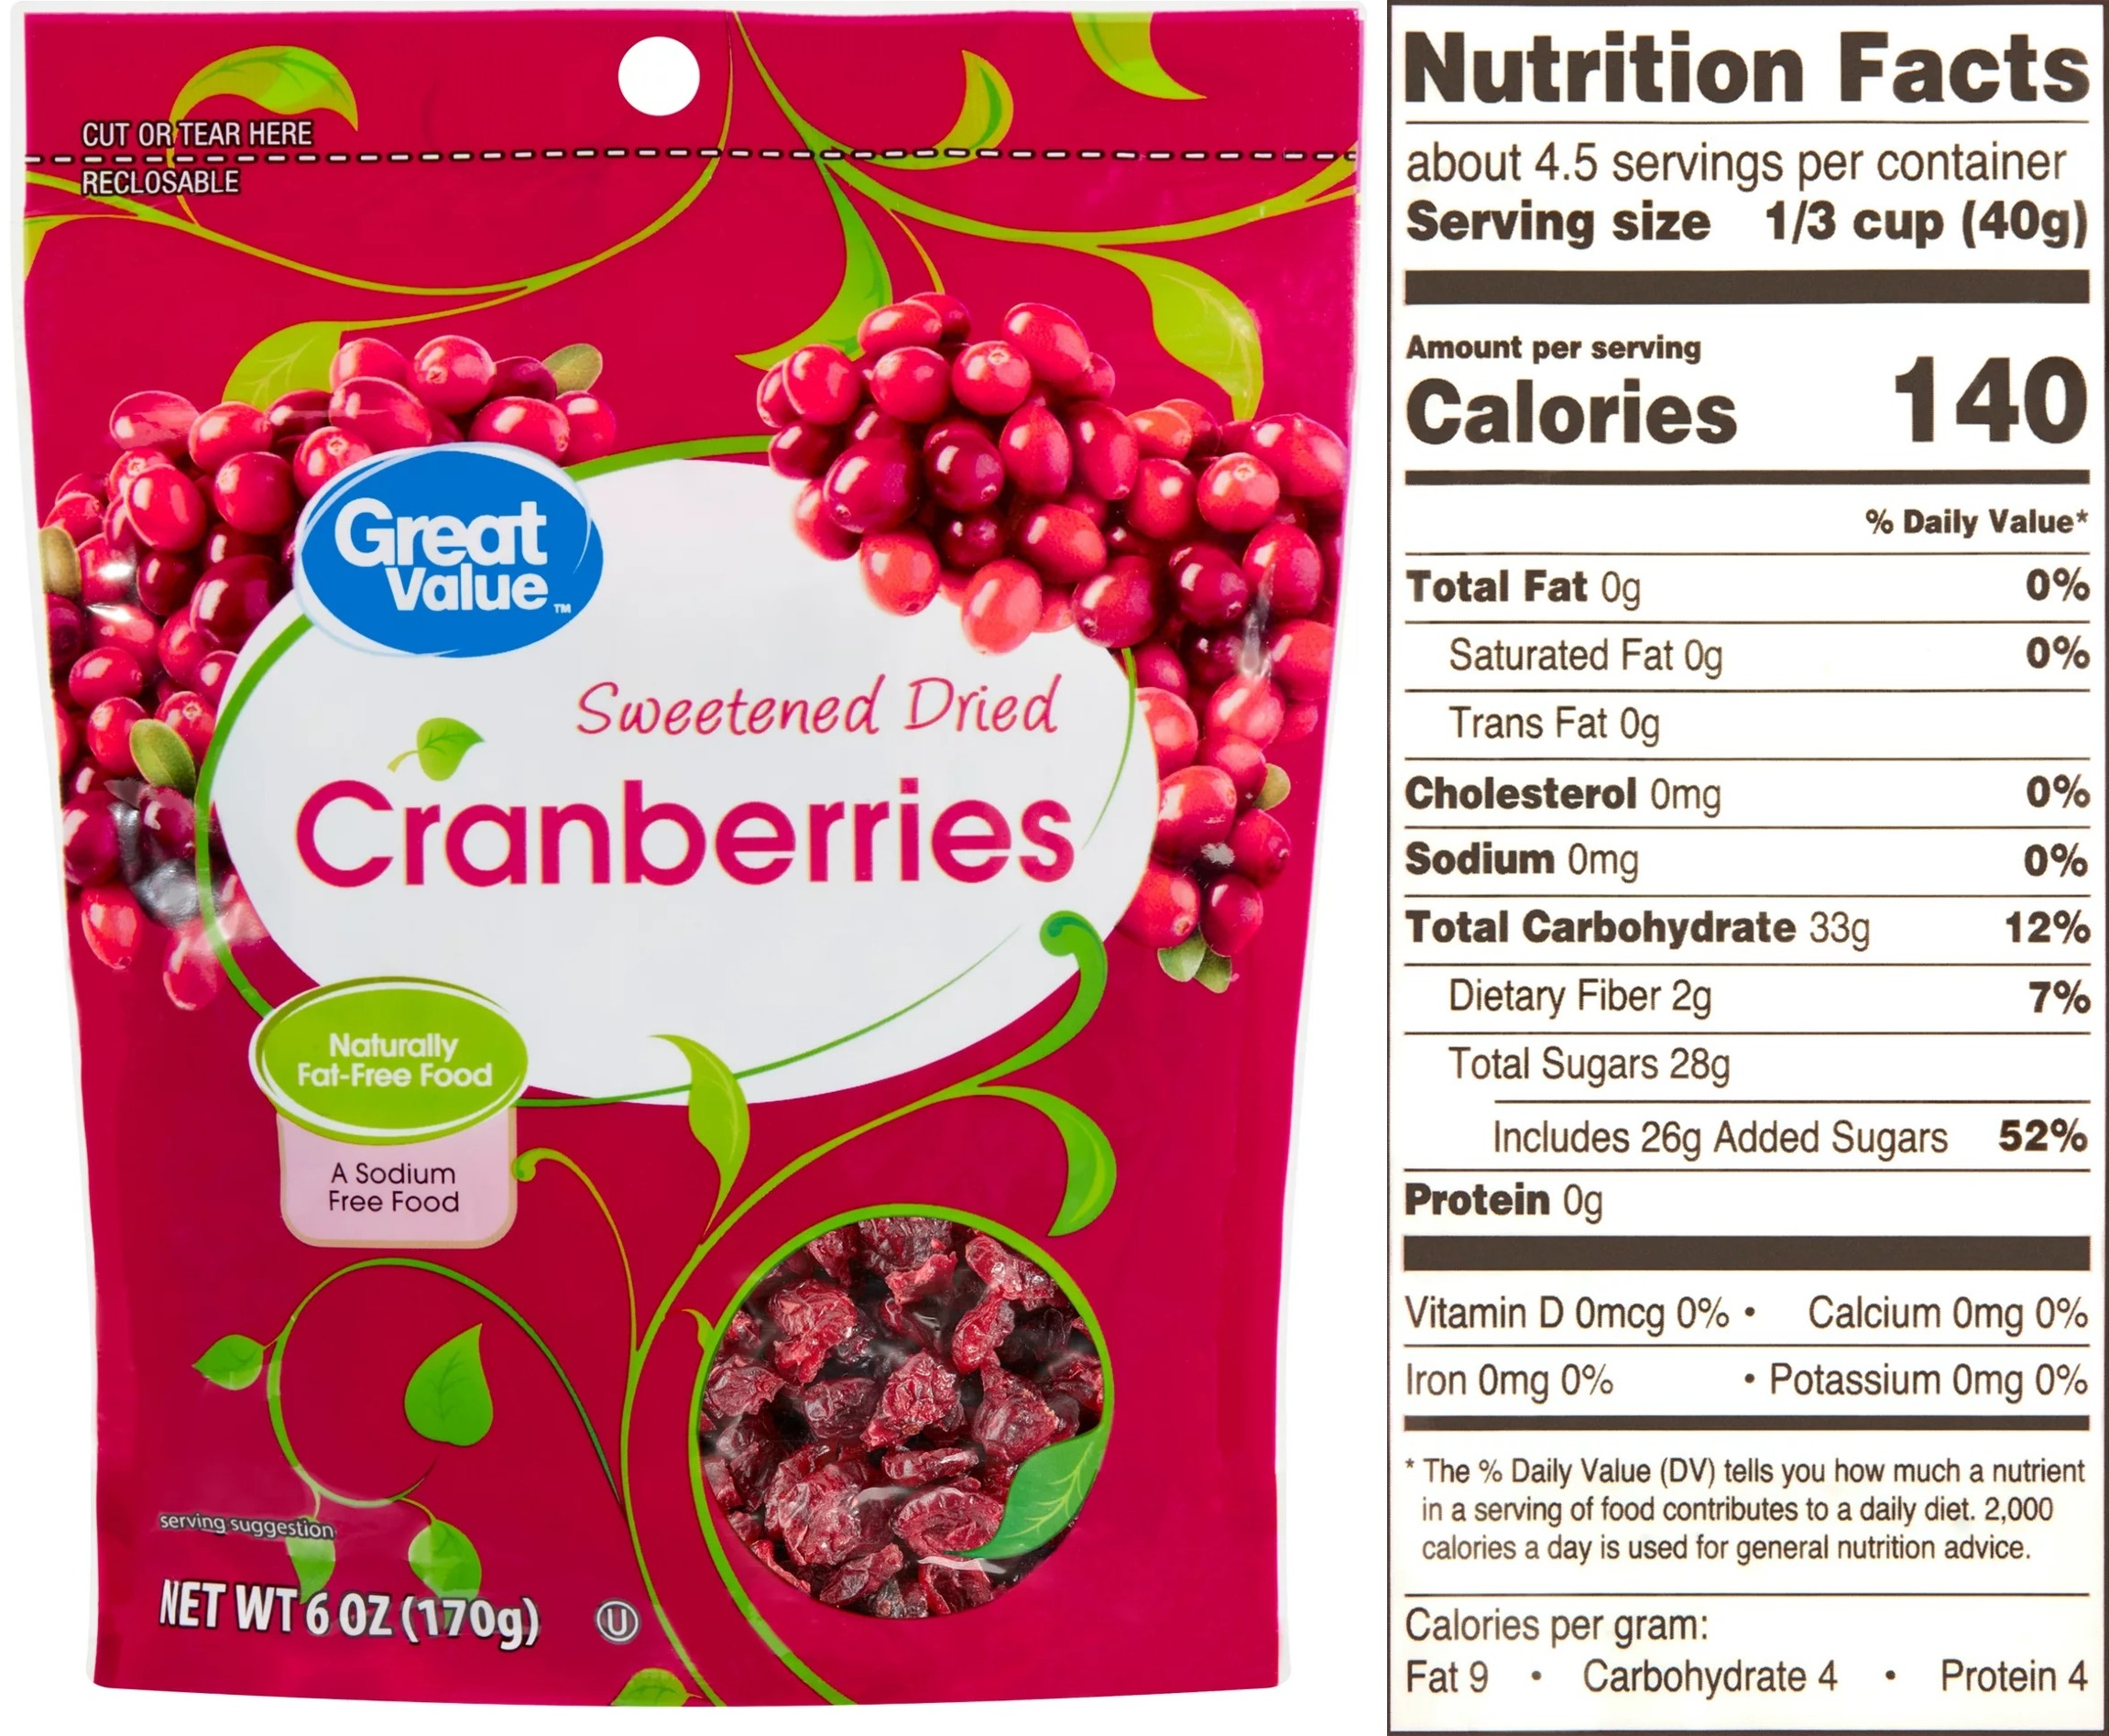 CUT OR TEAR HERE
RECLOSABLE
Great
Value™
Sweetened Dried
Cranberries
Naturally
Fat-Free Food
A Sodium
Free Food
serving suggestion
NET WT 6 OZ (170g)
U
Nutrition Facts
about 4.5 servings per container
Serving size 1/3 cup (40g)
Amount per serving
Calories 140
% Daily Value*
Total Fat 0g 0%
Saturated Fat 0g 0%
Trans Fat 0g
Cholesterol 0mg 0%
Sodium 0mg 0%
Total Carbohydrate 33g 12%
Dietary Fiber 2g 7%
Total Sugars 28g
Includes 26g Added Sugars 52%
Protein 0g
Vitamin D 0mcg 0% • Calcium 0mg 0%
Iron 0mg 0% • Potassium 0mg 0%
* The % Daily Value (DV) tells you how much a nutrient
in a serving of food contributes to a daily diet. 2,000
calories a day is used for general nutrition advice.
Calories per gram:
Fat 9 • Carbohydrate 4 • Protein 4